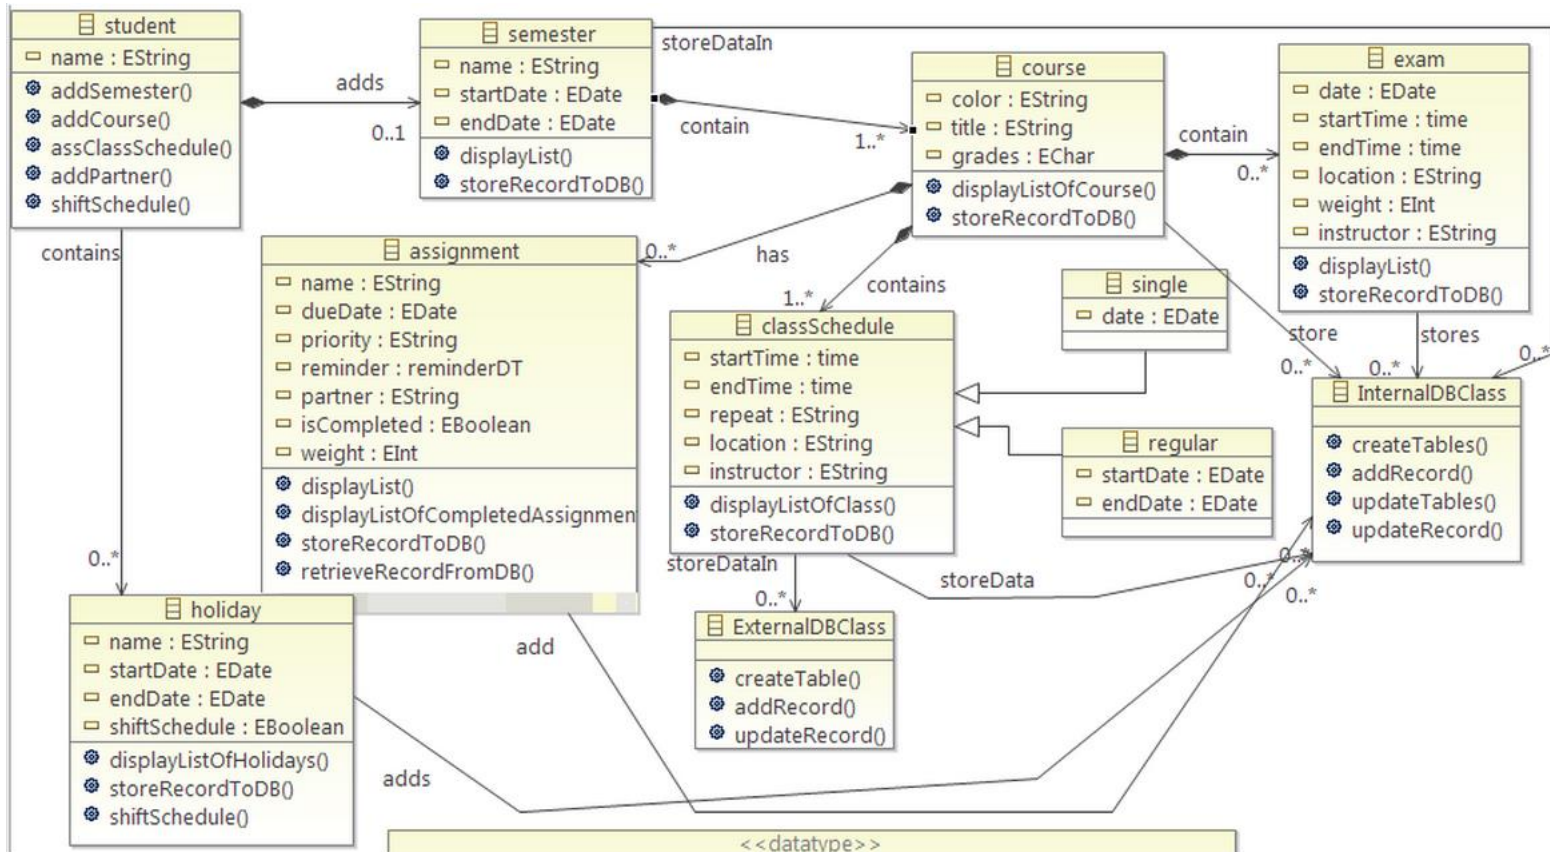 student
name : EString
addSemester()
addCourse()
assClassSchedule()
addPartner()
shiftSchedule()
adds
0..1
semester
name : EString
startDate : EDate
endDate : EDate
displayList()
storeRecordToDB()
storeDataIn
contain
1..*
course
color : EString
title : EString
grades : EChar
displayListOfCourse()
storeRecordToDB()
contain
0..*
exam
date : EDate
startTime : time
endTime : time
location : EString
weight : EInt
instructor : EString
displayList()
storeRecordToDB()
contains
0..*
assignment
name : EString
dueDate : EDate
priority : EString
reminder : reminderDT
partner : EString
isCompleted : EBoolean
weight : EInt
displayList()
displayListOfCompletedAssignmen
storeRecordToDB()
retrieveRecordFromDB()
0..*
has
contains
1..*
classSchedule
startTime : time
endTime : time
repeat : EString
location : EString
instructor : EString
displayListOfClass()
storeRecordToDB()
single
date : EDate
regular
startDate : EDate
endDate : EDate
store
0..*
stores
0..*
0..*
InternalDBClass
createTables()
addRecord()
updateTables()
updateRecord()
0..*
0..*
0..*
storeDataIn
0..*
storeData
ExternalDBClass
createTable()
addRecord()
updateRecord()
add
holiday
name : EString
startDate : EDate
endDate : EDate
shiftSchedule : EBoolean
displayListOfHolidays()
storeRecordToDB()
shiftSchedule()
adds
<<datatype>>